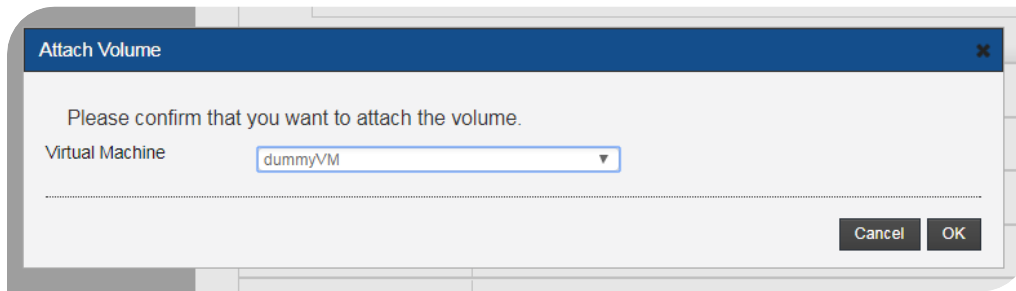 Attach Volume
Please confirm that you want to attach the volume.
Virtual Machine
dummyVM
Cancel OK